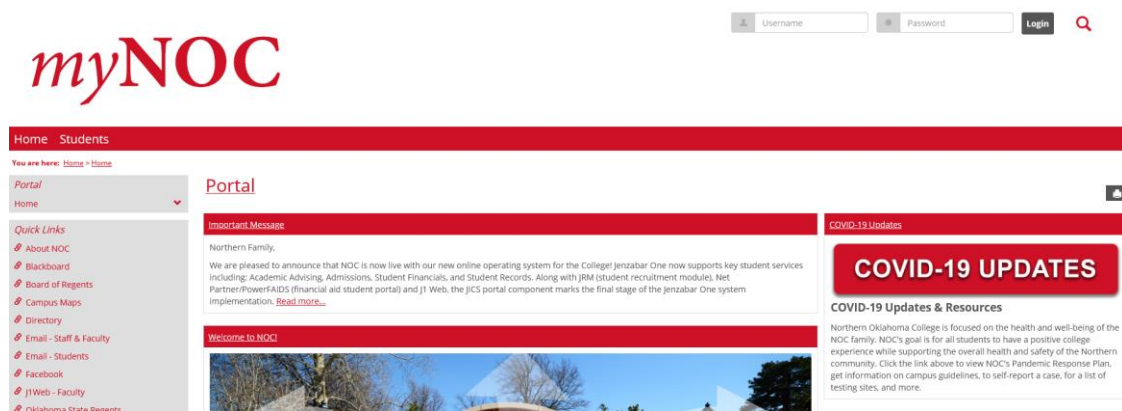 Username
Password
Login
myNOC
Home Students
You are here: Home > Home
Portal
Home
Quick Links
About NOC
Blackboard
Board of Regents
Campus Maps
Directory
Email - Staff & Faculty
Email - Students
Facebook
J1Web - Faculty
Oklahoma State Regents
Portal
Important Message
Northern Family,
We are pleased to announce that NOC is now live with our new online operating system for the College! Jenzabar One now supports key student services
including: Academic Advising, Admissions, Student Financials, and Student Records. Along with JRM (student recruitment module), Net
Partner/PowerFAIDS (financial aid student portal) and J1 Web, the JICS portal component marks the final stage of the Jenzabar One system
implementation. Read more...
Welcome to NOC!
COVID-19 Updates
COVID-19 UPDATES
COVID-19 Updates & Resources
Northern Oklahoma College is focused on the health and well-being of the
NOC family. NOC's goal is for all students to have a positive college
experience while supporting the overall health and safety of the Northern
community. Click the link above to view NOC's Pandemic Response Plan,
get information on campus guidelines, to self-report a case, for a list of
testing sites, and more.